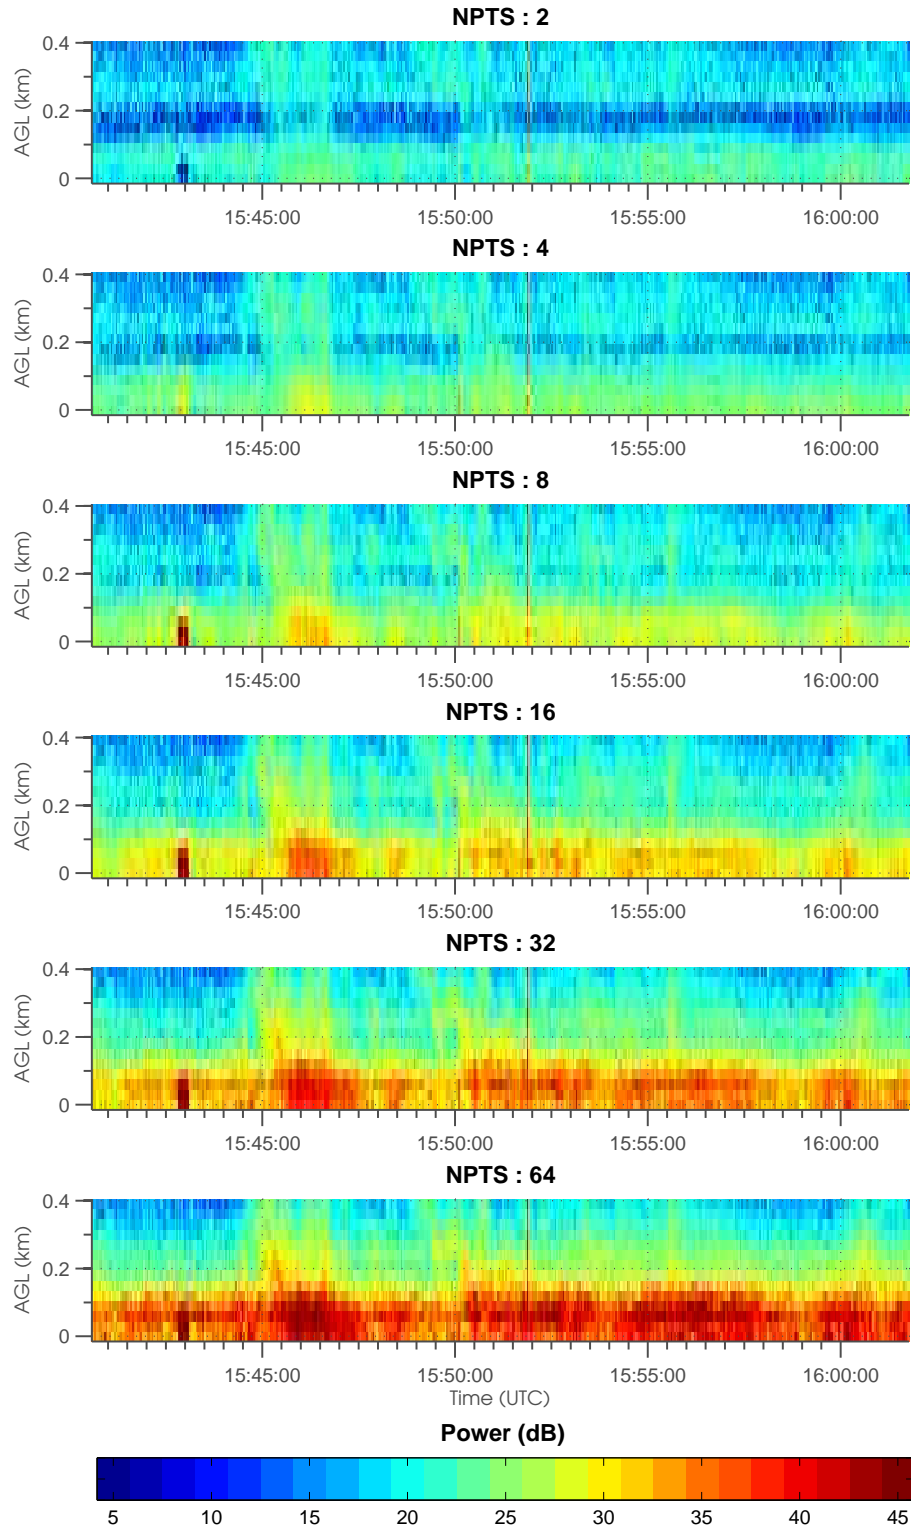 NPTS : 2
0.4
0.2
0
AGL (km)
15:45:00 15:50:00 15:55:00 16:00:00
NPTS : 4
0.4
0.2
0
AGL (km)
15:45:00 15:50:00 15:55:00 16:00:00
NPTS : 8
0.4
0.2
0
AGL (km)
15:45:00 15:50:00 15:55:00 16:00:00
NPTS : 16
0.4
0.2
0
AGL (km)
15:45:00 15:50:00 15:55:00 16:00:00
NPTS : 32
0.4
0.2
0
AGL (km)
15:45:00 15:50:00 15:55:00 16:00:00
NPTS : 64
0.4
0.2
0
AGL (km)
15:45:00 15:50:00 15:55:00 16:00:00
Time (UTC)
Power (dB)
5 10 15 20 25 30 35 40 45